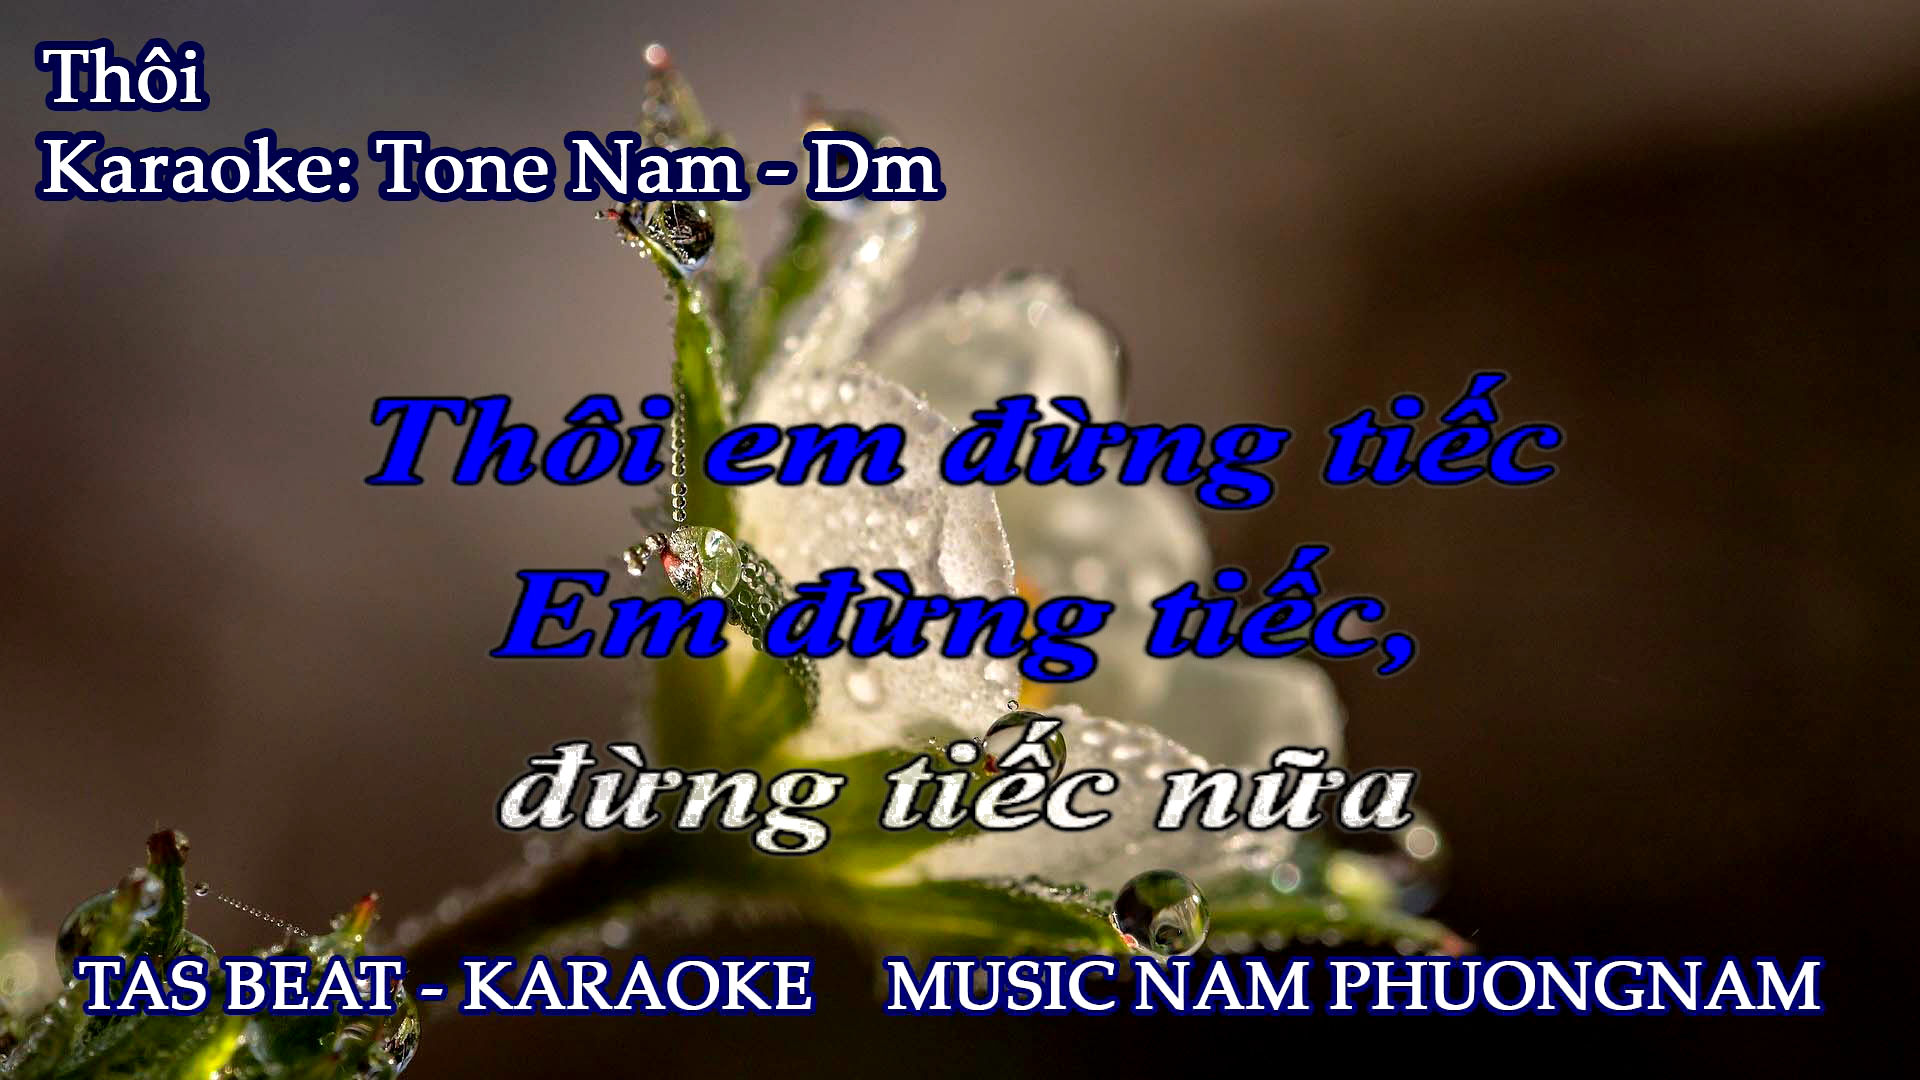 Thôi
Karaoke: Tone Nam - Dm
Thôi em đừng tiếc
Em đừng tiếc,
đừng tiếc nữa
TAS BEAT - KARAOKE MUSIC NAM PHUONGNAM